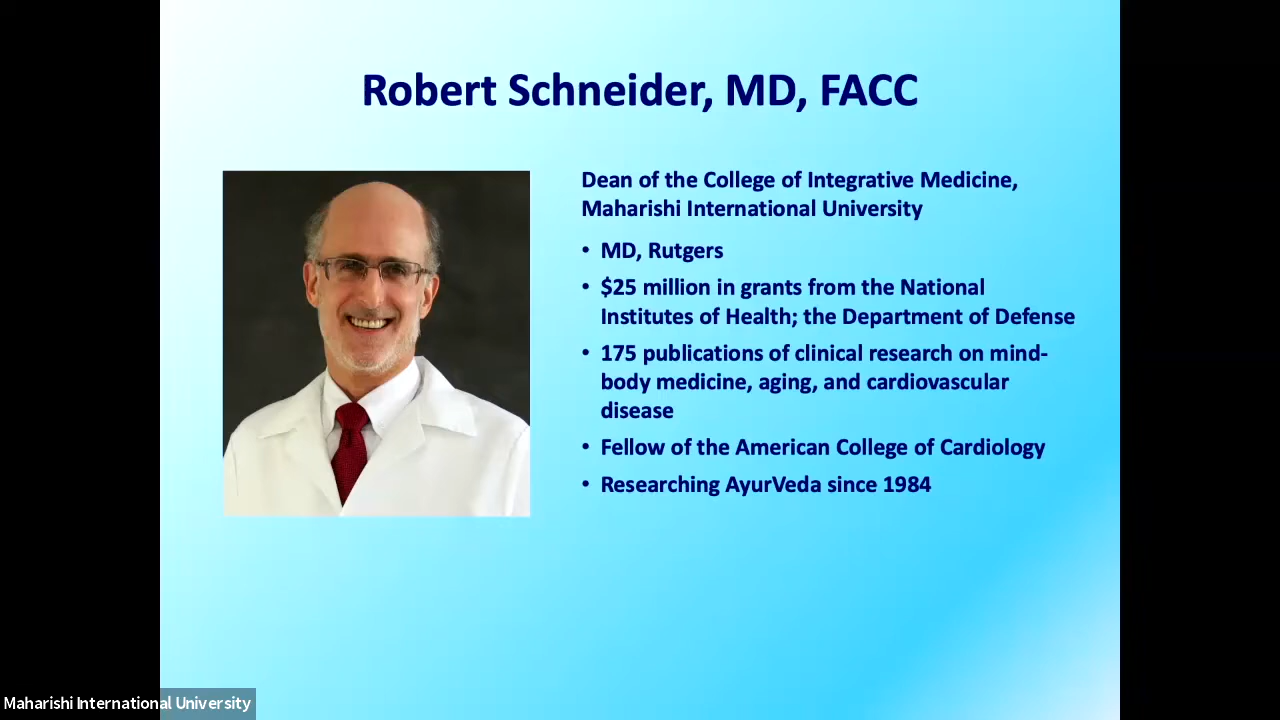 Robert Schneider, MD, FACC
Dean of the College of Integrative Medicine,
Maharishi International University
• MD, Rutgers
• $25 million in grants from the National
Institutes of Health; the Department of Defense
• 175 publications of clinical research on mind-
body medicine, aging, and cardiovascular
disease
• Fellow of the American College of Cardiology
• Researching AyurVeda since 1984
Maharishi International University